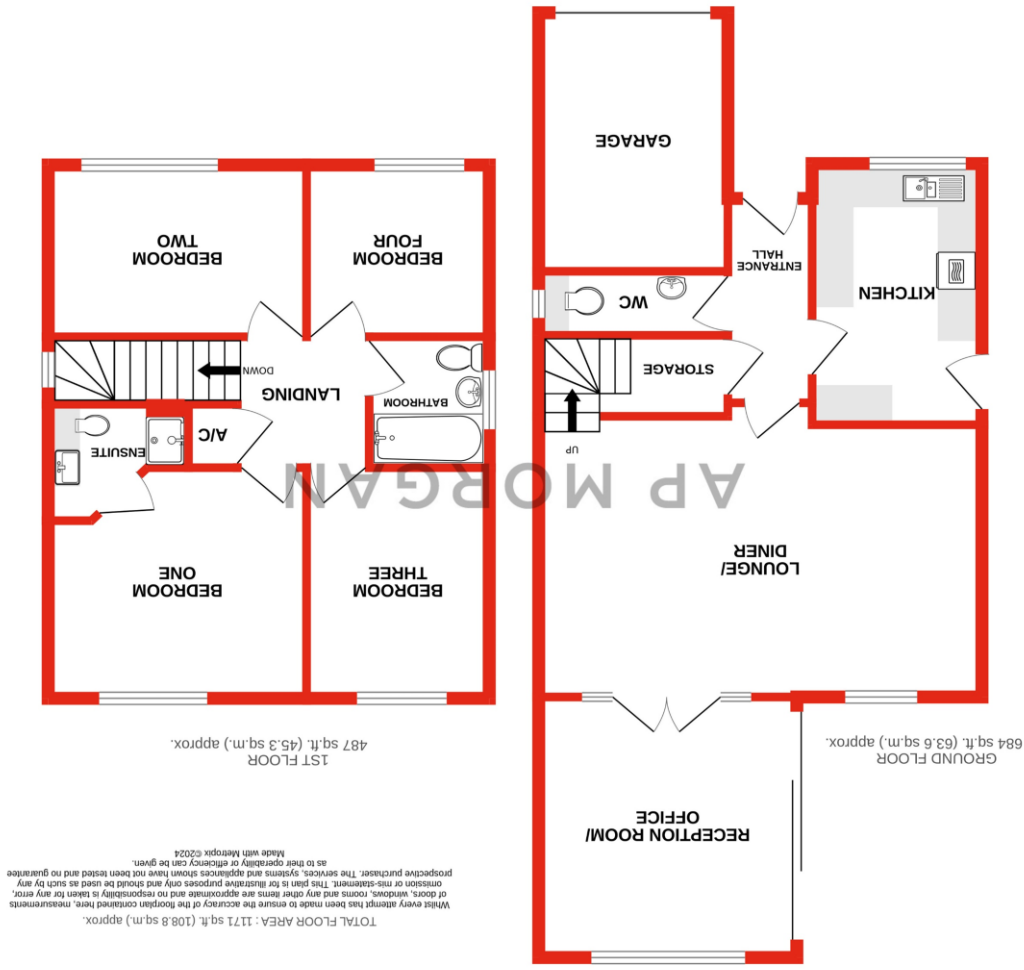 GROUND FLOOR
684 sq.ft. (63.6 sq.m.) approx.
RECEPTION ROOM/
OFFICE
LOUNGE/
DINER
UP
STORAGE
WC
KITCHEN
ENTRANCE
HALL
GARAGE
1ST FLOOR
487 sq.ft. (45.3 sq.m.) approx.
BEDROOM
THREE
BEDROOM
ONE
ENSUITE
A/C
BATHROOM
LANDING
DOWN
BEDROOM
FOUR
BEDROOM
TWO
AP MORGAN
TOTAL FLOOR AREA : 1171 sq.ft. (108.8 sq.m.) approx.
Whilst every attempt has been made to ensure the accuracy of the floorplan contained here, measurements
of doors, windows, rooms and any other items are approximate and no responsibility is taken for any error,
omission or mis-statement. This plan is for illustrative purposes only and should be used as such by any
prospective purchaser. The services, systems and appliances shown have not been tested and no guarantee
as to their operability or efficiency can be given.
Made with Metropix ©2024